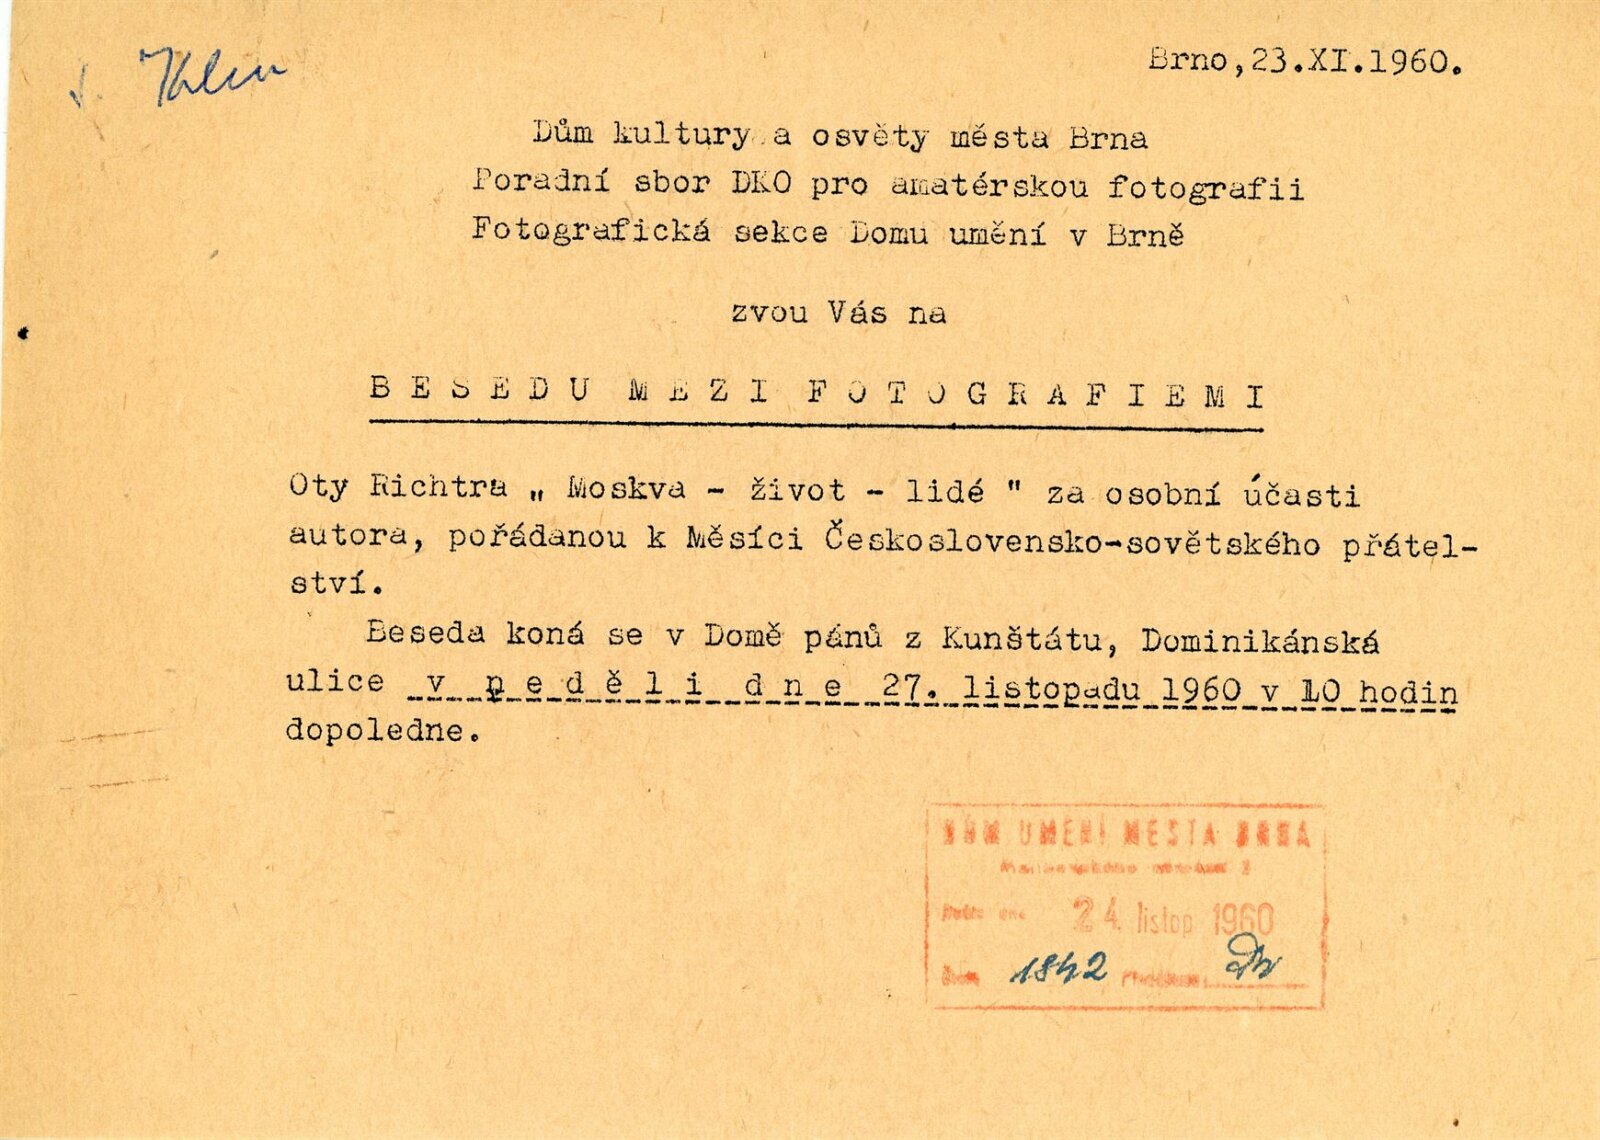 Brno,23.XI.1960.
Dům kultury a osvěty města Brna
Poradní sbor DKO pro amatérskou fotografii
Fotografická sekce Domu umění v Brně
zvou Vás na
B E S E D U M E Z I F O T O G R A F I E M I
Oty Richtra „ Moskva - život - lidé " za osobní účasti
autora, pořádanou k Měsíci Československo-sovětského přátel-
ství.
Beseda koná se v Domě pánů z Kunštátu, Dominikánská
ulice v n e d ě l i d n e 27. listopadu 1960 v 10 hodin
dopoledne.
DŮM UMĚNÍ MĚSTA BRNA
24. listop 1960
1842